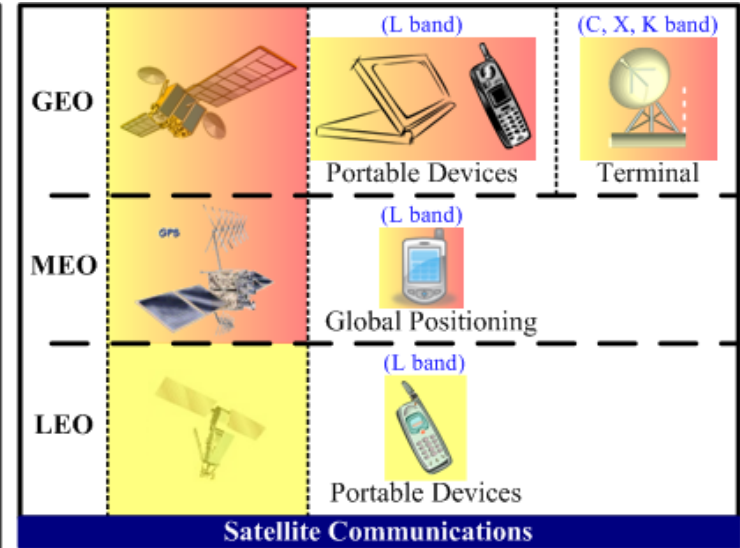 (L band)
(C, X, K band)
GEO
Portable Devices
Terminal
(L band)
GPS
MEO
Global Positioning
(L band)
LEO
Portable Devices
Satellite Communications